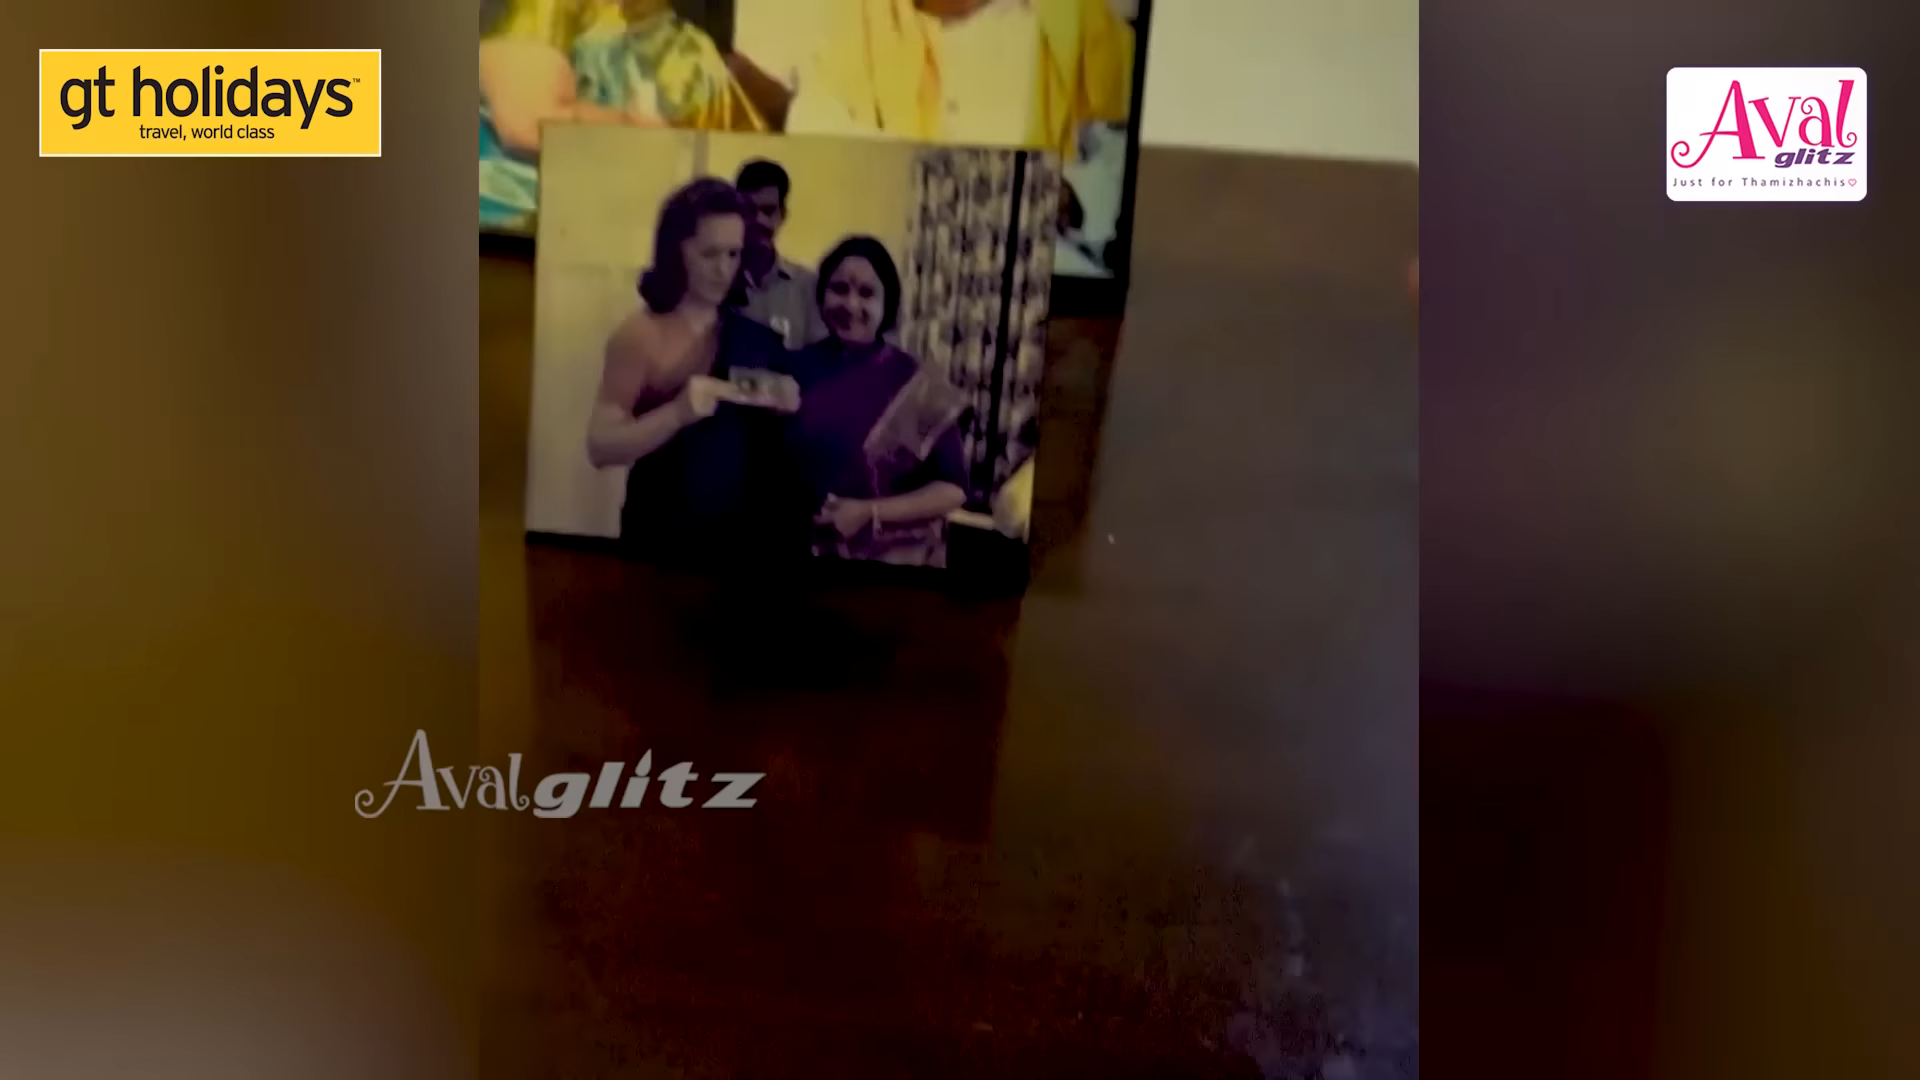 gt holidays™
travel, world class
Aval
glitz
Just for Thamizhachis
Avalglitz